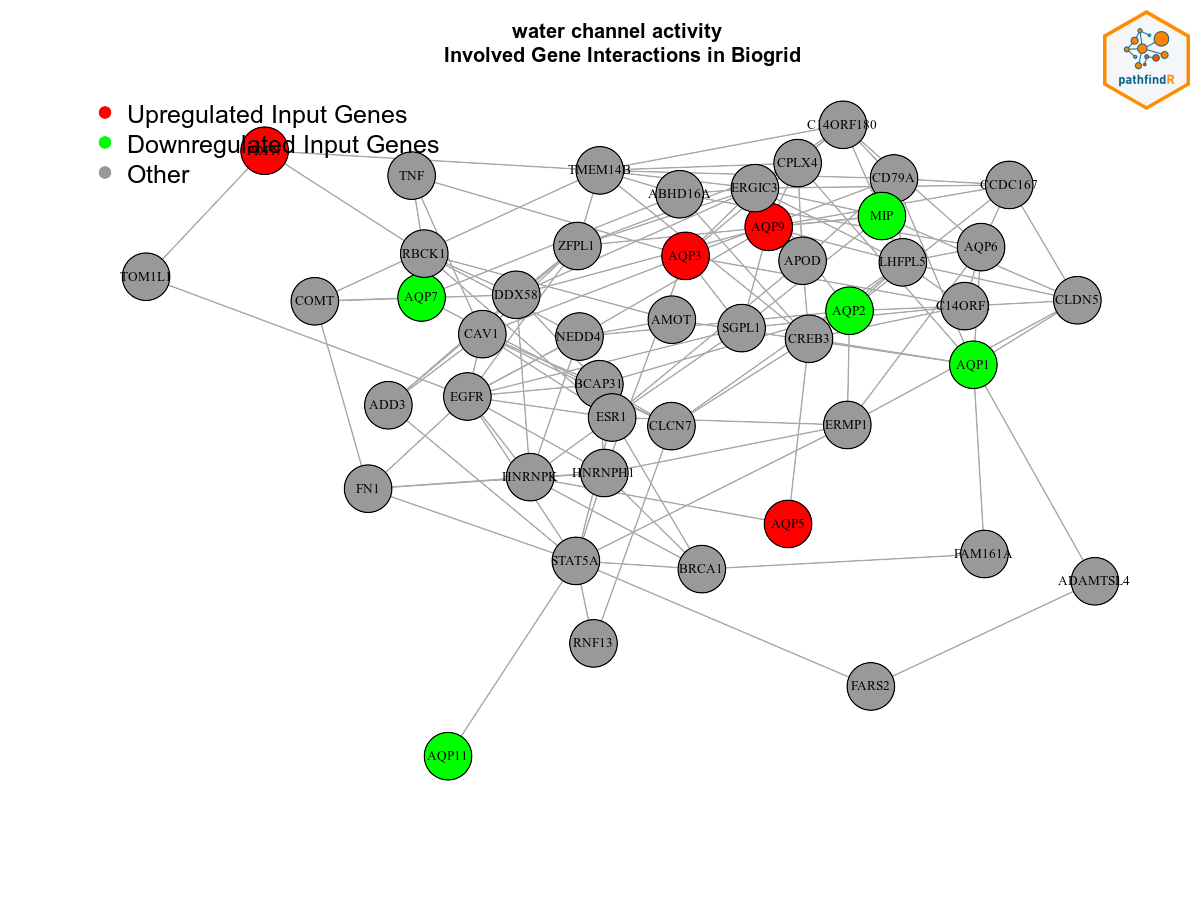 water channel activity
Involved Gene Interactions in Biogrid
pathfindR
Upregulated Input Genes
Downregulated Input Genes
Other
C14ORF180
TNF
TMEM14B
CPLX4
CD79A
CCDC167
ABHD16A
ERGIC3
MIP
AQP9
ZFPL1
AQP3
APOD
LHFPL5
AQP6
RBCK1
TOM1L1
COMT
AQP7
DDX58
AMOT
SGPL1
AQP2
C14ORF1
CLDN5
CAV1
NEDD4
CREB3
AQP1
BCAP31
ADD3
EGFR
ESR1
CLCN7
ERMP1
FN1
HNRNPK
HNRNPH1
AQP5
STAT5A
BRCA1
FAM161A
ADAMTSL4
RNF13
FARS2
AQP11